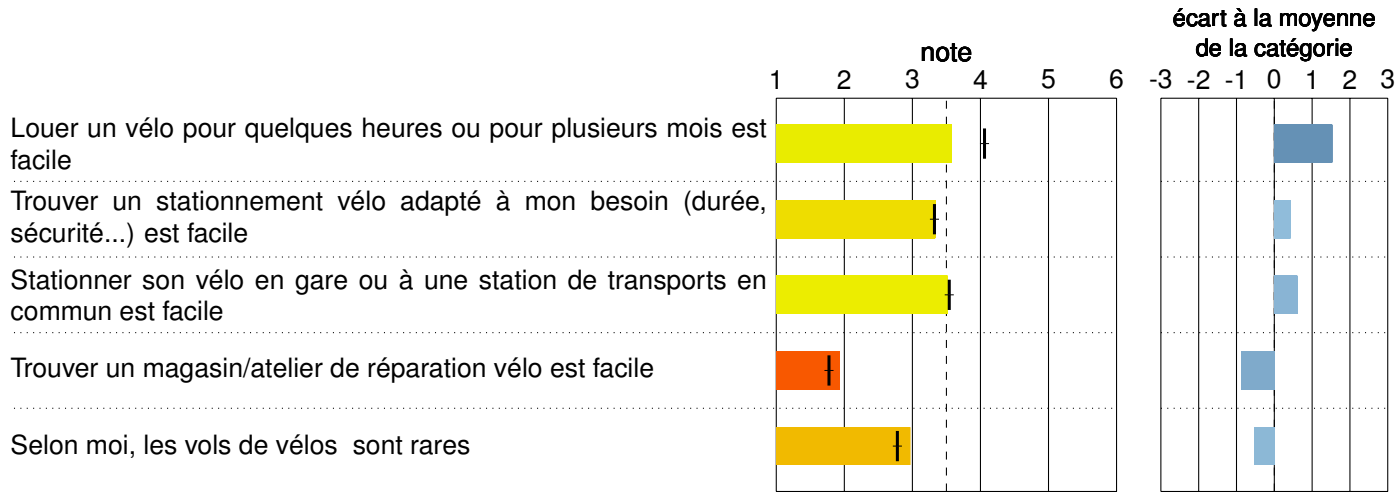 écart à la moyenne
de la catégorie
note
1 2 3 4 5 6
-3 -2 -1 0 1 2 3
Louer un vélo pour quelques heures ou pour plusieurs mois est
facile
Trouver un stationnement vélo adapté à mon besoin (durée,
sécurité...) est facile
Stationner son vélo en gare ou à une station de transports en
commun est facile
Trouver un magasin/atelier de réparation vélo est facile
Selon moi, les vols de vélos sont rares